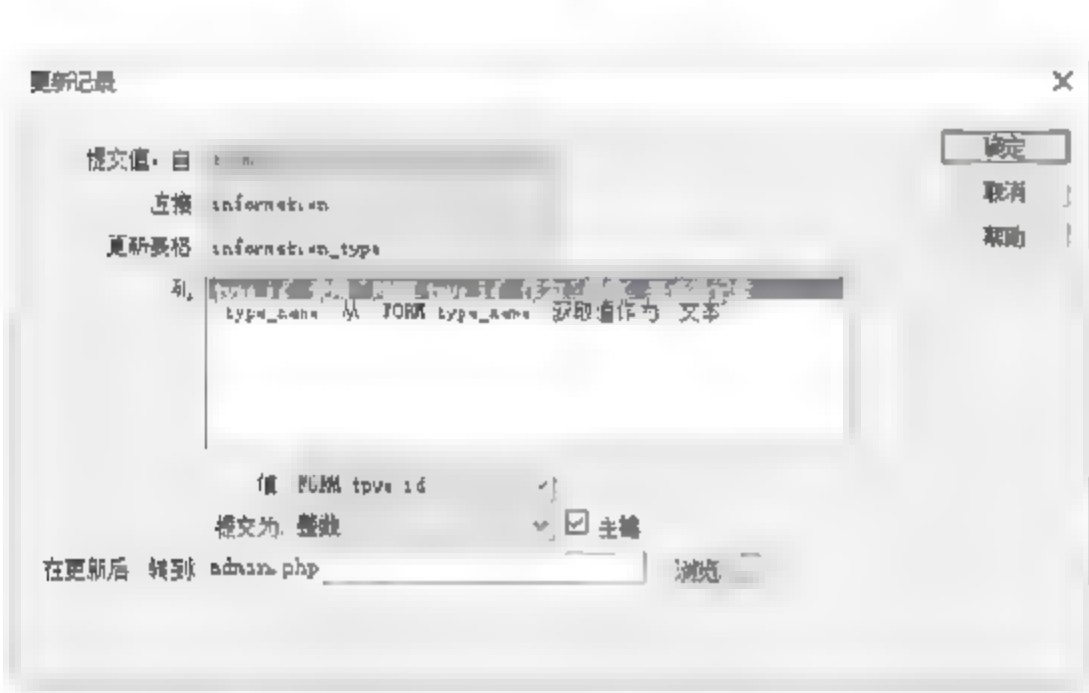 更新记录
提交值，自
连接 information
更新表格 information_type
列，
type_name 从 FORM type_name 获取值作为 文本
值 FORM type_id
提交为， 整数 主键
在更新后 转到 admin.php 浏览
确定
取消
帮助